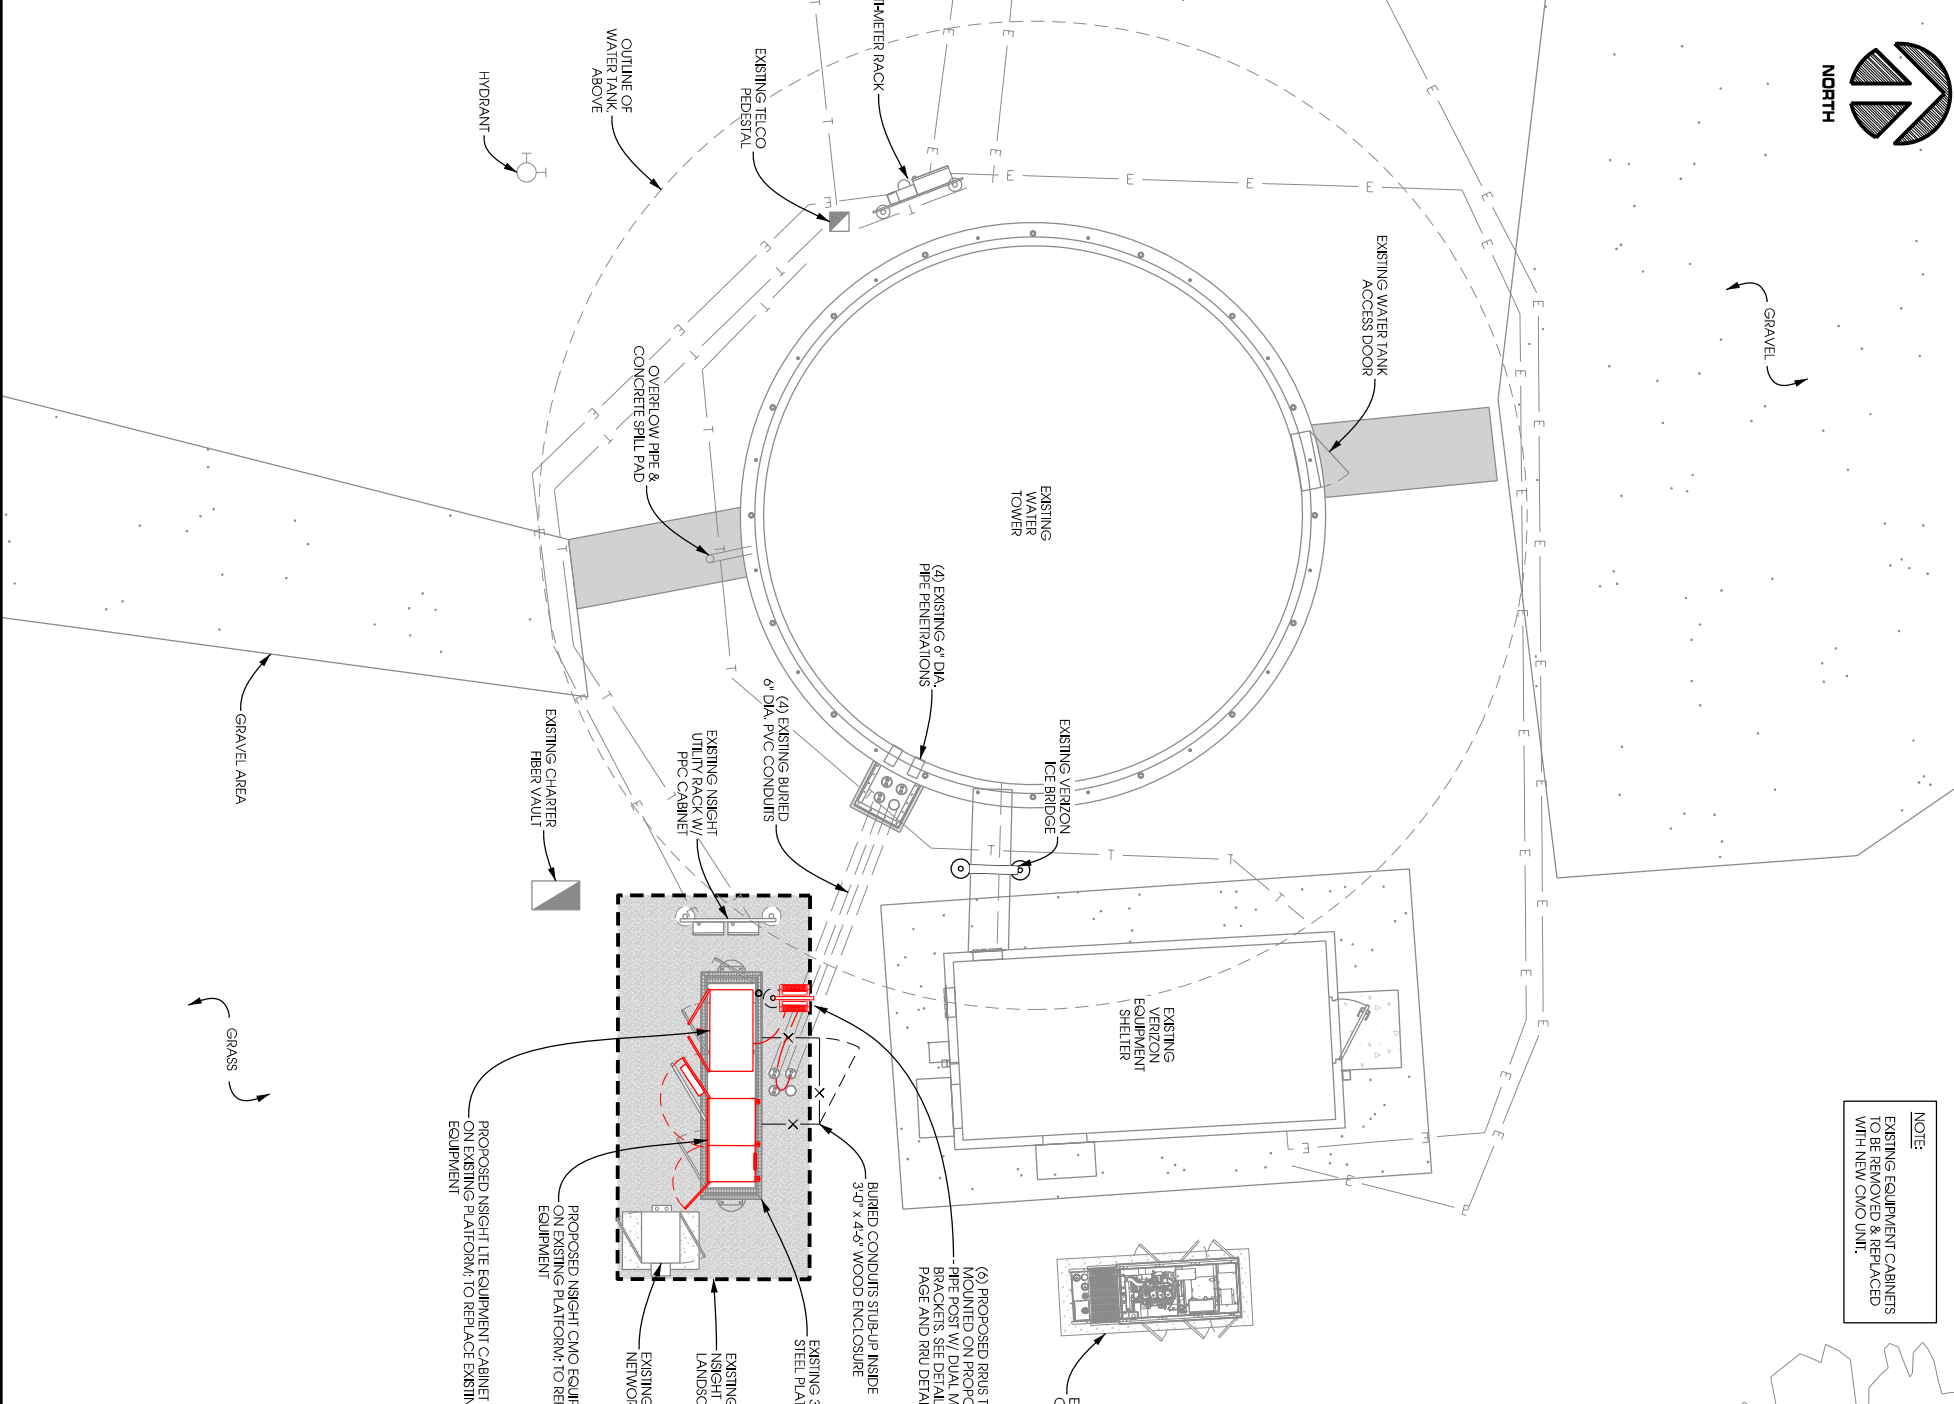 NORTH
NOTE:
EXISTING EQUIPMENT CABINETS
TO BE REMOVED & REPLACED
WITH NEW CMO UNIT.
GRAVEL
EXISTING WATER TANK
ACCESS DOOR
EXISTING
WATER
TOWER
EXISTING
VERIZON
EQUIPMENT
SHELTER
EXISTING VERIZON
ICE BRIDGE
(4) EXISTING 6" DIA.
PIPE PENETRATIONS
METER RACK
EXISTING TELCO
PEDESTAL
OUTLINE OF
WATER TANK
ABOVE
HYDRANT
OVERFLOW PIPE &
CONCRETE SPILL PAD
(4) EXISTING BURIED
6" DIA. PVC CONDUITS
EXISTING NSIGHT
UTILITY RACK W/
PPC CABINET
EXISTING CHARTER
FIBER VAULT
GRAVEL AREA
GRASS
(6) PROPOSED RRUS
MOUNTED ON
PIPE POST W/ DUAL
BRACKETS. SEE DETAIL
PAGE AND RRU
BURIED CONDUITS STUB-UP INSIDE
3'-0" x 4'-6" WOOD ENCLOSURE
EXISTING
STEEL
EXISTING
NSIGHT
EXISTING
PROPOSED NSIGHT CMO
ON EXISTING PLATFORM; TO
EQUIPMENT
PROPOSED NSIGHT LTE EQUIPMENT CABINET
ON EXISTING PLATFORM; TO REPLACE
EQUIPMENT